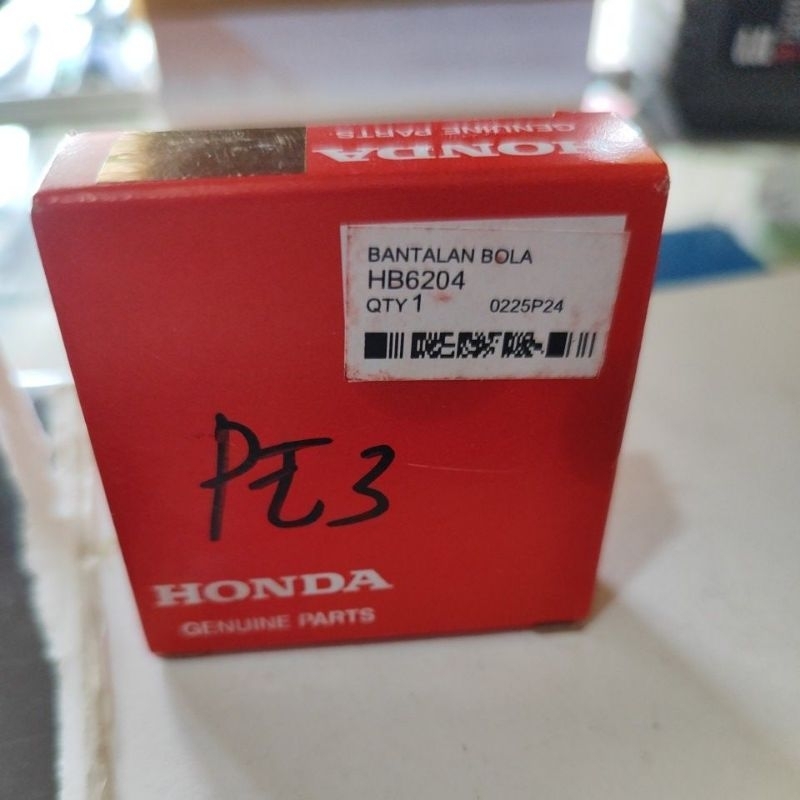 HONDA
GENUINE PARTS
BANTALAN BOLA
HB6204
QTY 1 0225P24
PE3
HONDA
GENUINE PARTS